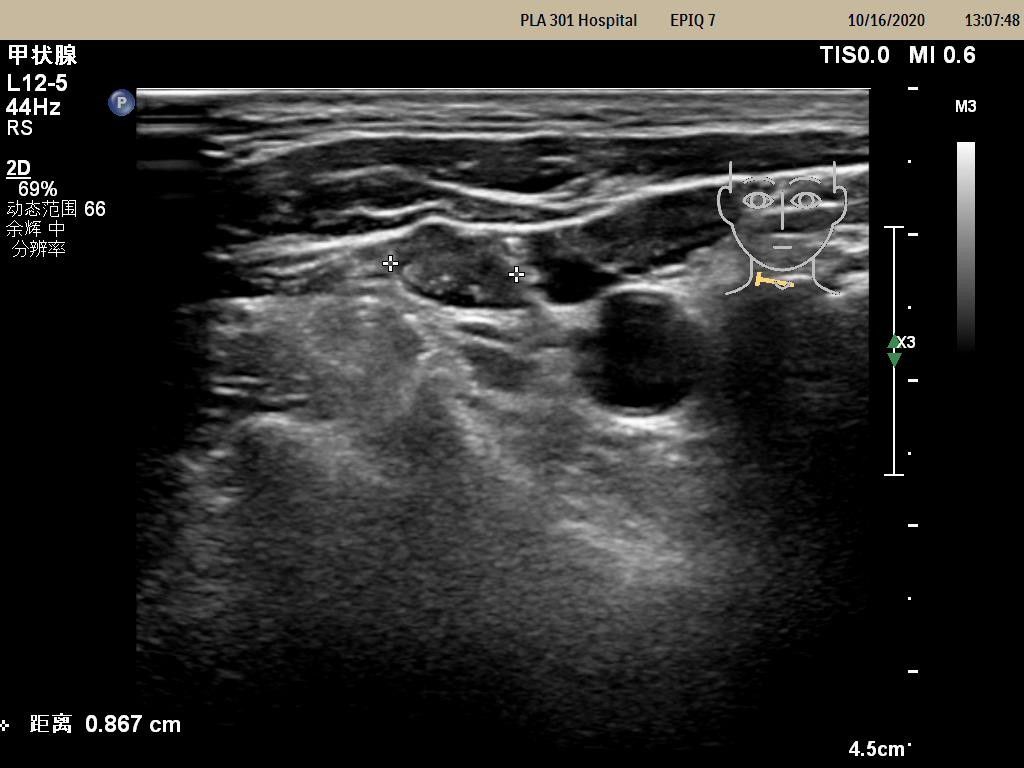 PLA 301 Hospital EPIQ 7 10/16/2020 13:07:48
甲状腺
TIS0.0 MI 0.6
L12-5
44Hz
RS
P
M3
2D
69%
动态范围 66
余辉 中
分辨率
X3
距离 0.867 cm
4.5cm